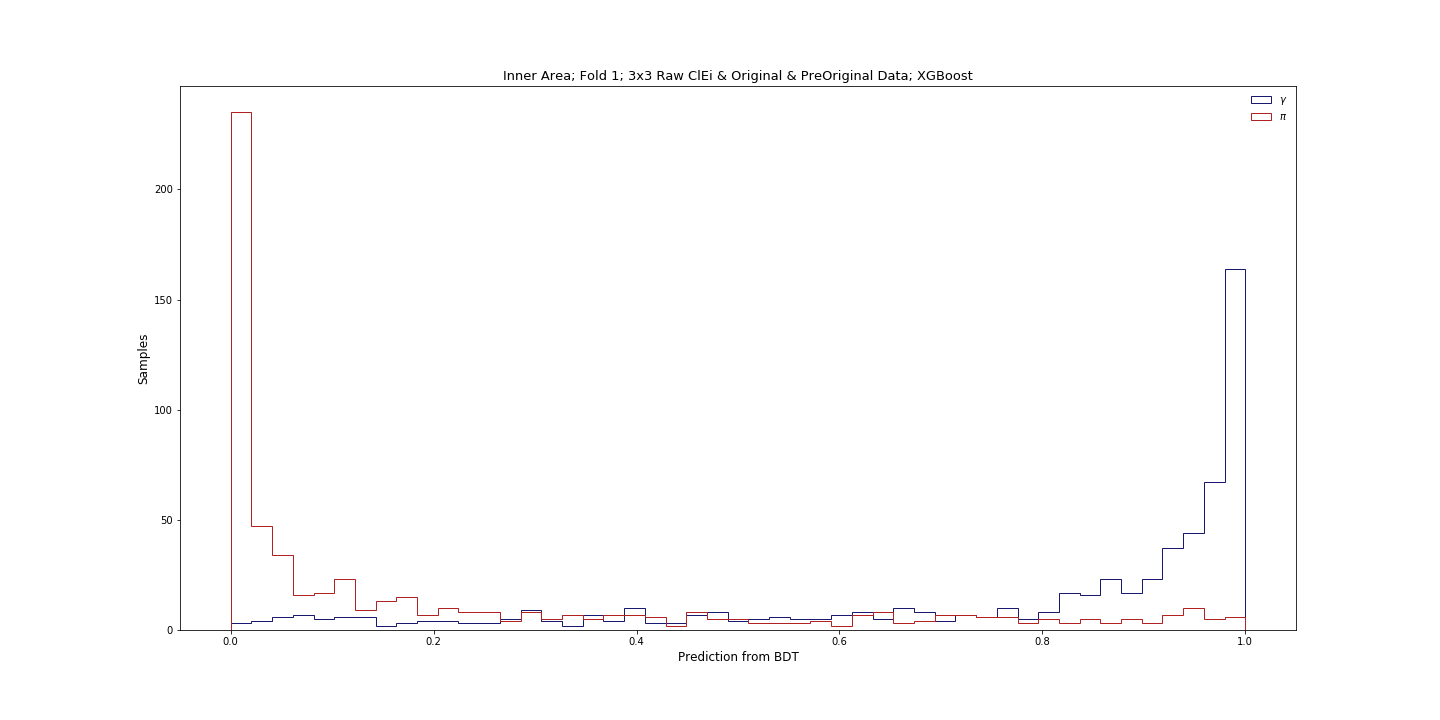 Inner Area; Fold 1; 3x3 Raw ClEi & Original & PreOriginal Data; XGBoost
γ
π
200
150
100
50
0
Samples
0.0 0.2 0.4 0.6 0.8 1.0
Prediction from BDT